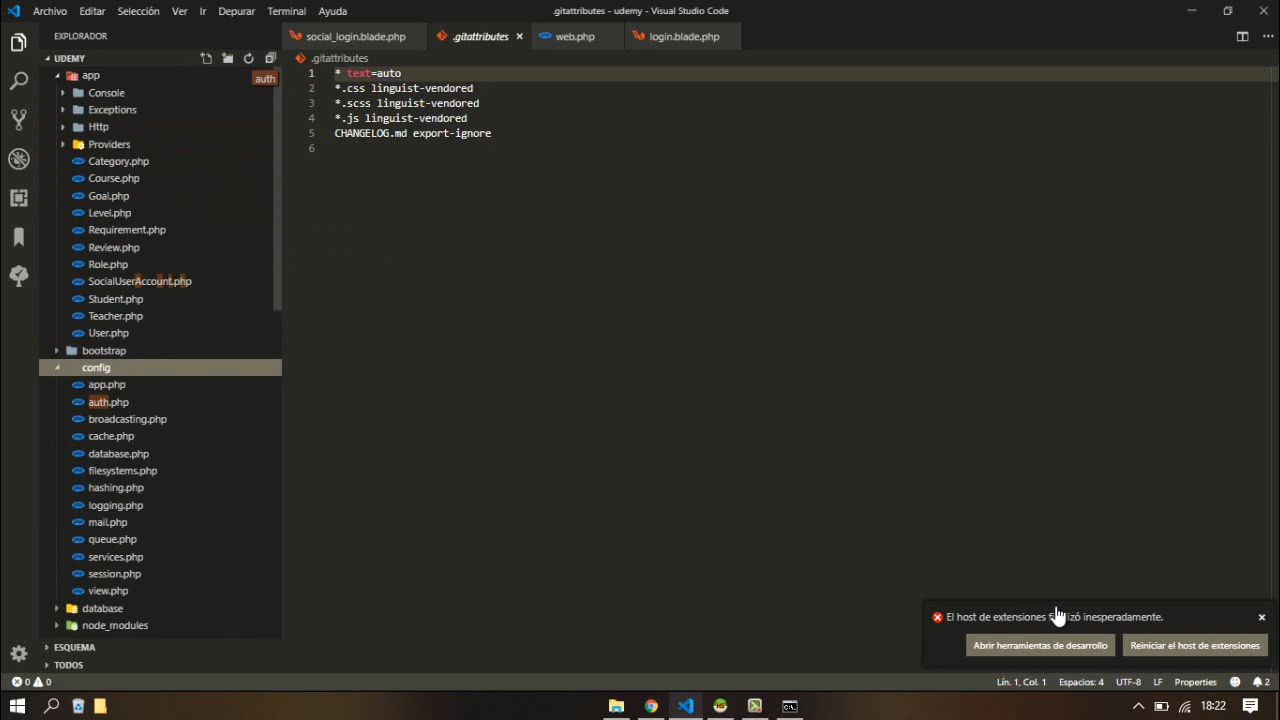 Archivo Editar Selección Ver Ir Depurar Terminal Ayuda .gitattributes - udemy - Visual Studio Code
EXPLORADOR
social_login.blade.php .gitattributes web.php login.blade.php
UDEMY
.gitattributes
app
auth
Console
Exceptions
Http
Providers
Category.php
Course.php
Goal.php
Level.php
Requirement.php
Review.php
Role.php
SocialUserAccount.php
Student.php
Teacher.php
User.php
bootstrap
config
app.php
auth.php
broadcasting.php
cache.php
database.php
filesystems.php
hashing.php
logging.php
mail.php
queue.php
services.php
session.php
view.php
database
node_modules
ESQUEMA
TODOS
1 * text=auto
2 *.css linguist-vendored
3 *.scss linguist-vendored
4 *.js linguist-vendored
5 CHANGELOG.md export-ignore
6
El host de extensiones inesperadamente.
Abrir herramientas de desarrollo Reiniciar el host de extensiones
0 0 Lín. 1, Col. 1 Espacios: 4 UTF-8 LF Properties 2
18:22